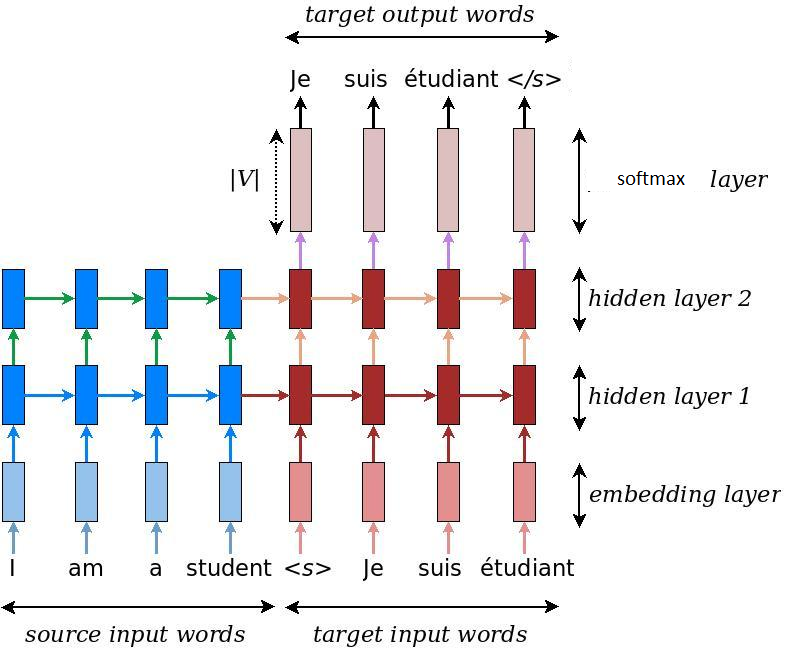 target output words
Je suis étudiant </s>
|V| softmax layer
hidden layer 2
hidden layer 1
embedding layer
I am a student <s> Je suis étudiant
source input words target input words